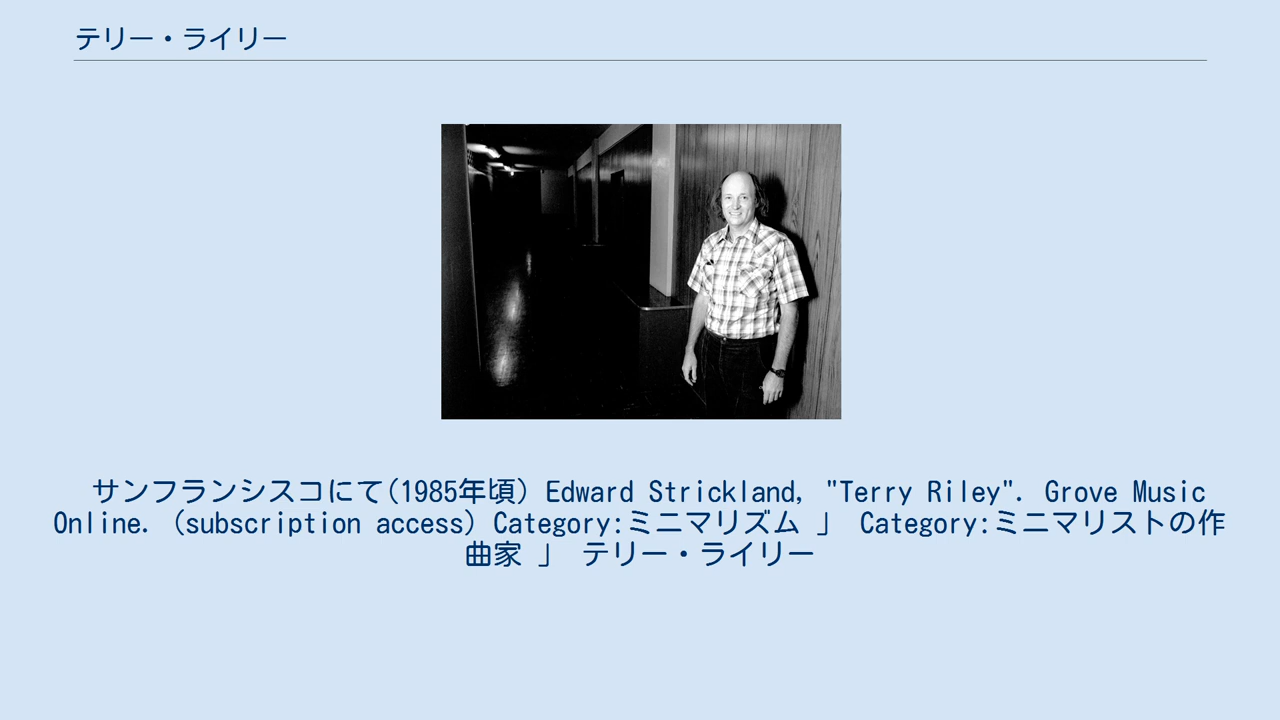 テリー・ライリー
サンフランシスコにて(1985年頃) Edward Strickland, "Terry Riley". Grove Music
Online. (subscription access) Category:ミニマリズム 」 Category:ミニマリストの作
曲家 」 テリー・ライリー